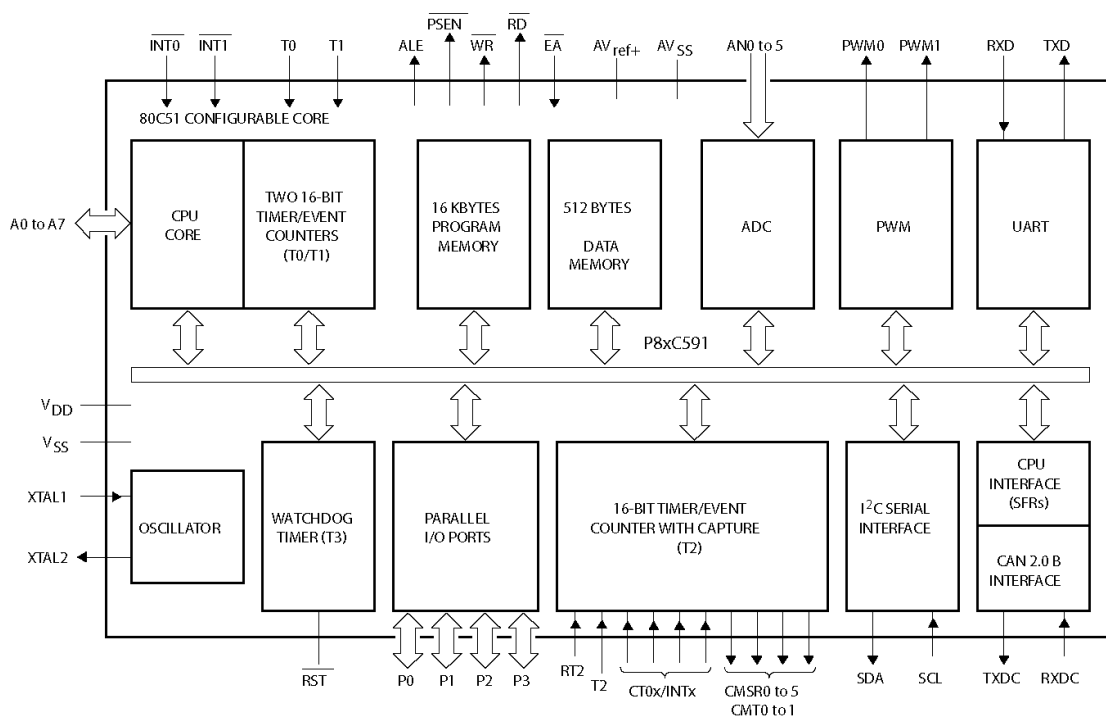 INT0 INT1 T0 T1 ALE PSEN WR RD EA AVref+ AVSS AN0 to 5 PWM0 PWM1 RXD TXD
80C51 CONFIGURABLE CORE
A0 to A7
CPU
CORE
TWO 16-BIT
TIMER/EVENT
COUNTERS
(T0/T1)
16 KBYTES
PROGRAM
MEMORY
512 BYTES
DATA
MEMORY
ADC
PWM
UART
P8xC591
VDD
VSS
XTAL1
XTAL2
OSCILLATOR
WATCHDOG
TIMER (T3)
PARALLEL
I/O PORTS
16-BIT TIMER/EVENT
COUNTER WITH CAPTURE
(T2)
I2C SERIAL
INTERFACE
CPU
INTERFACE
(SFRs)
CAN 2.0 B
INTERFACE
RST
P0 P1 P2 P3
RT2
T2
CT0x/INTx
CMSR0 to 5
CMT0 to 1
SDA SCL TXDC RXDC